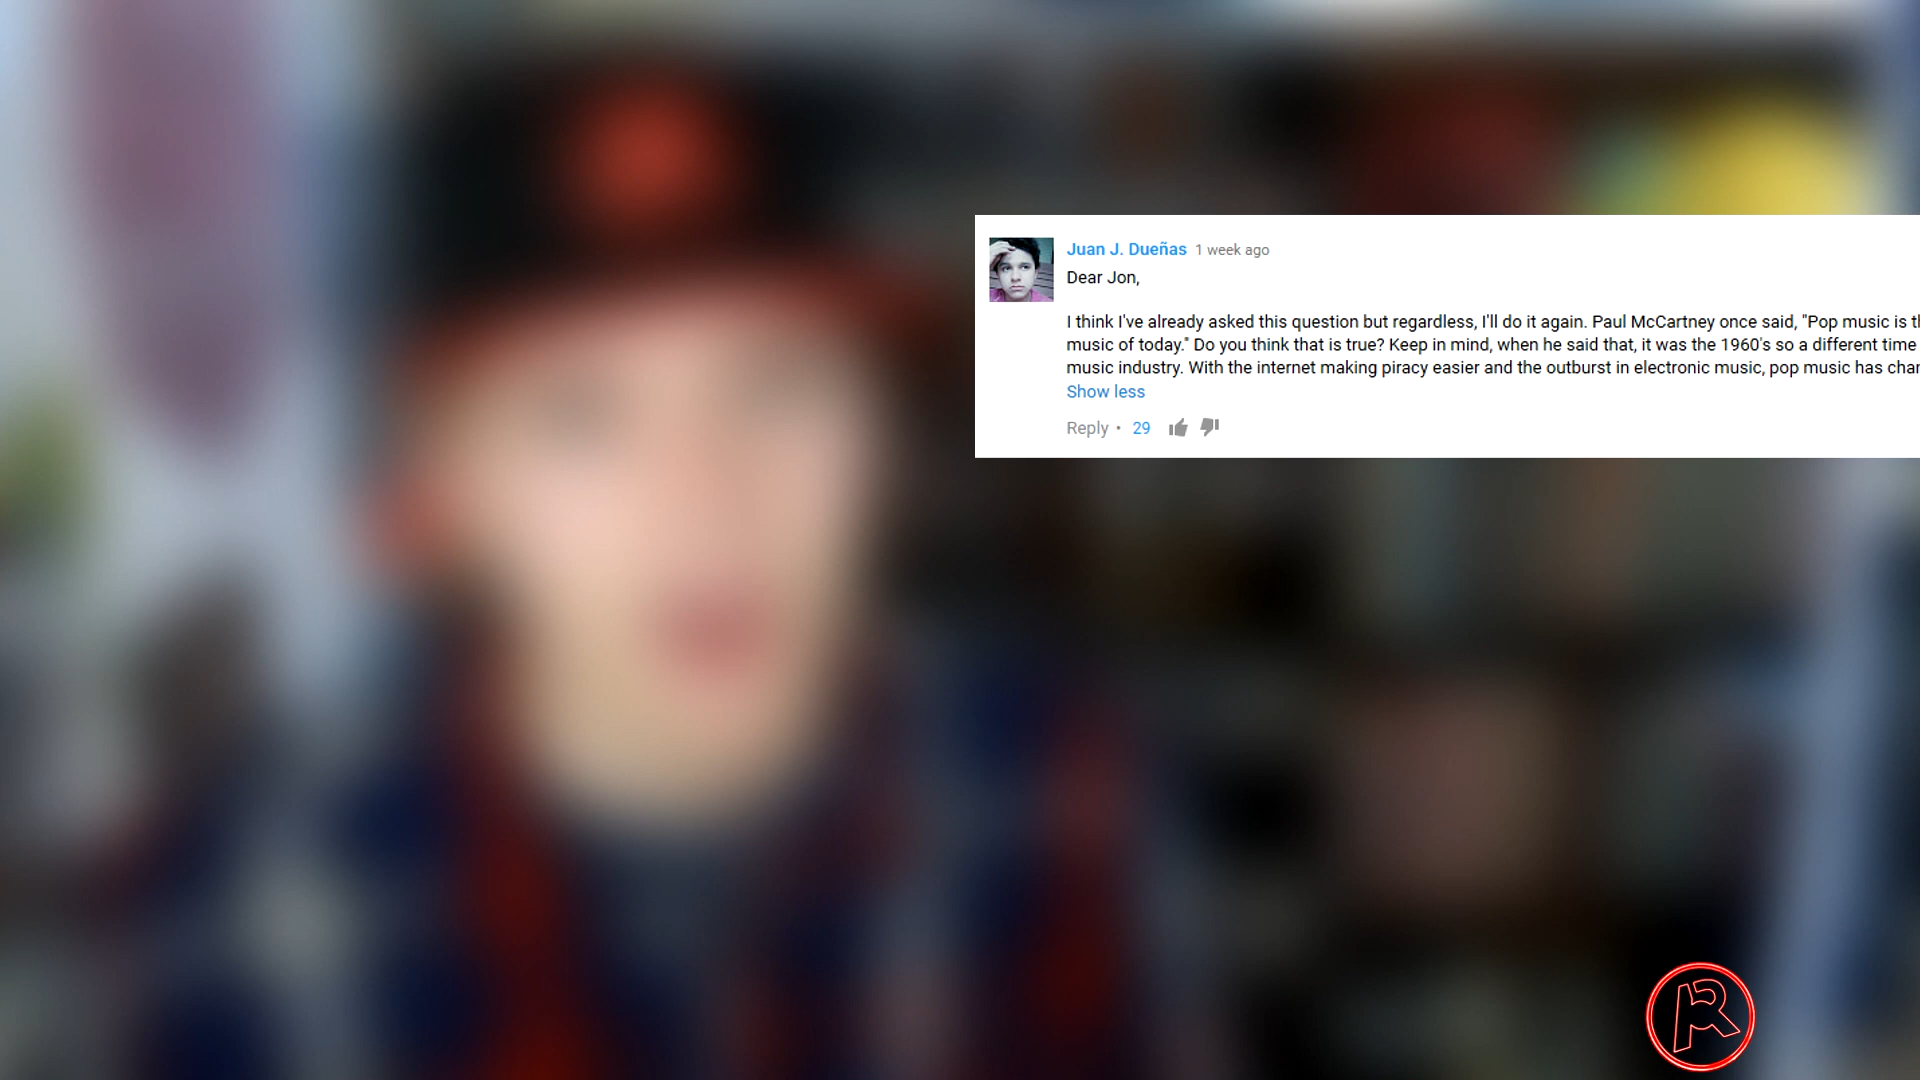 Juan J. Dueñas 1 week ago
Dear Jon,
I think I've already asked this question but regardless, I'll do it again. Paul McCartney once said, "Pop music is
music of today." Do you think that is true? Keep in mind, when he said that, it was the 1960's so a different time
music industry. With the internet making piracy easier and the outburst in electronic music, pop music has
Show less
Reply • 29
R